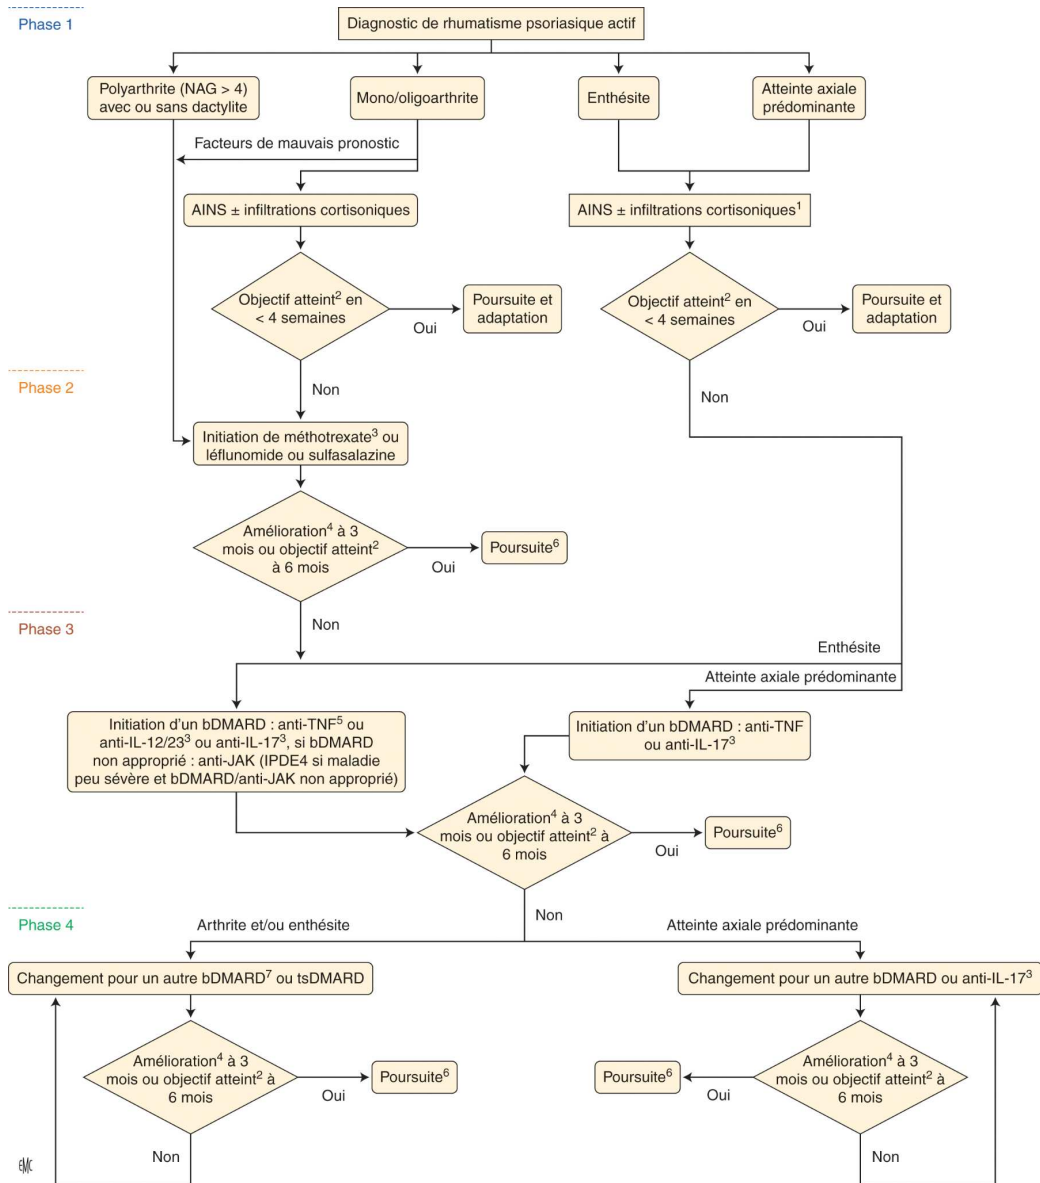 Phase 1
Diagnostic de rhumatisme psoriasique actif
Polyarthrite (NAG > 4)
avec ou sans dactylite
Mono/oligoarthrite
Enthésite
Atteinte axiale
prédominante
Facteurs de mauvais pronostic
AINS ± infiltrations cortisoniques
AINS ± infiltrations cortisoniques¹
Objectif atteint² en
< 4 semaines
Oui
Poursuite et
adaptation
Objectif atteint² en
< 4 semaines
Oui
Poursuite et
adaptation
Phase 2
Non
Non
Initiation de méthotrexate³ ou
léflunomide ou sulfasalazine
Amélioration⁴ à 3
mois ou objectif atteint²
à 6 mois
Oui
Poursuite⁶
Phase 3
Non
Enthésite
Atteinte axiale prédominante
Initiation d'un bDMARD : anti-TNF⁵ ou
anti-IL-12/23³ ou anti-IL-17³, si bDMARD
non approprié : anti-JAK (IPDE4 si maladie
peu sévère et bDMARD/anti-JAK non approprié)
Initiation d'un bDMARD : anti-TNF
ou anti-IL-17³
Amélioration⁴ à 3
mois ou objectif atteint² à
6 mois
Oui
Poursuite⁶
Phase 4
Non
Arthrite et/ou enthésite
Atteinte axiale prédominante
Changement pour un autre bDMARD⁷ ou tsDMARD
Changement pour un autre bDMARD ou anti-IL-17³
Amélioration⁴ à 3
mois ou objectif atteint² à
6 mois
Oui
Poursuite⁶
Poursuite⁶
Oui
Amélioration⁴ à 3
mois ou objectif atteint² à
6 mois
Non
Non
EMC